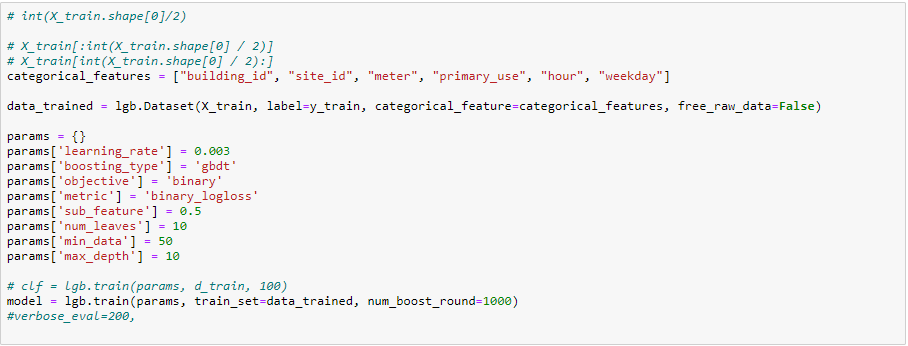 # int(X_train.shape[0]/2)
# X_train[:int(X_train.shape[0] / 2)]
# X_train[int(X_train.shape[0] / 2):]
categorical_features = ["building_id", "site_id", "meter", "primary_use", "hour", "weekday"]
data_trained = lgb.Dataset(X_train, label=y_train, categorical_feature=categorical_features, free_raw_data=False)
params = {}
params['learning_rate'] = 0.003
params['boosting_type'] = 'gbdt'
params['objective'] = 'binary'
params['metric'] = 'binary_logloss'
params['sub_feature'] = 0.5
params['num_leaves'] = 10
params['min_data'] = 50
params['max_depth'] = 10
# clf = lgb.train(params, d_train, 100)
model = lgb.train(params, train_set=data_trained, num_boost_round=1000)
#verbose_eval=200,